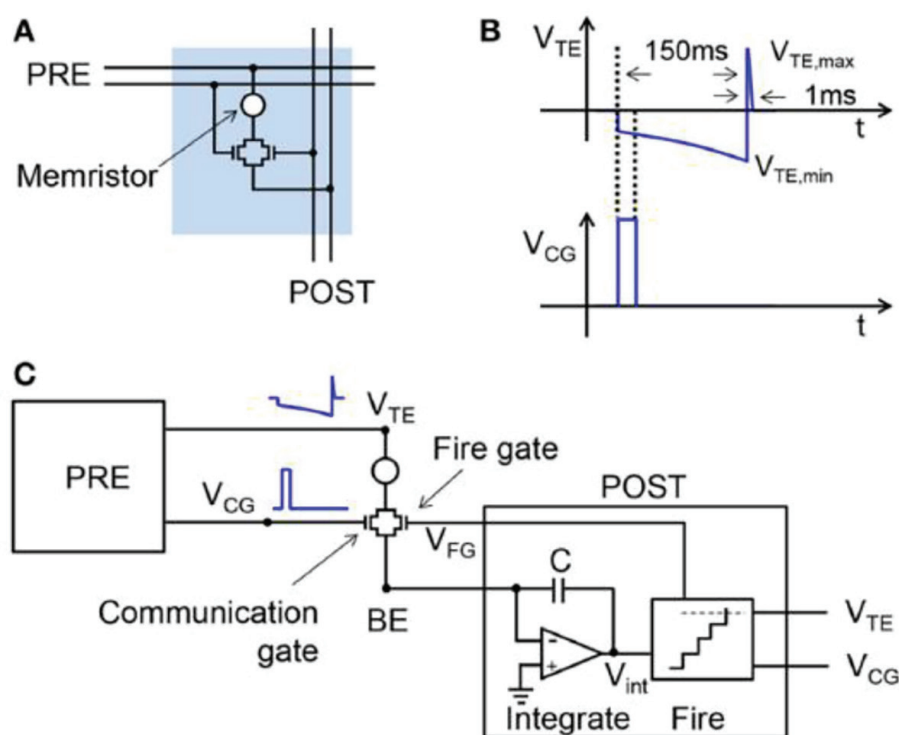 A
PRE
Memristor
POST
B
V_TE
150ms
V_TE,max
1ms
t
V_TE,min
V_CG
t
C
PRE
V_TE
Fire gate
V_CG
POST
V_FG
C
Communication
gate
BE
- 
+
V_int
V_TE
V_CG
Integrate
Fire